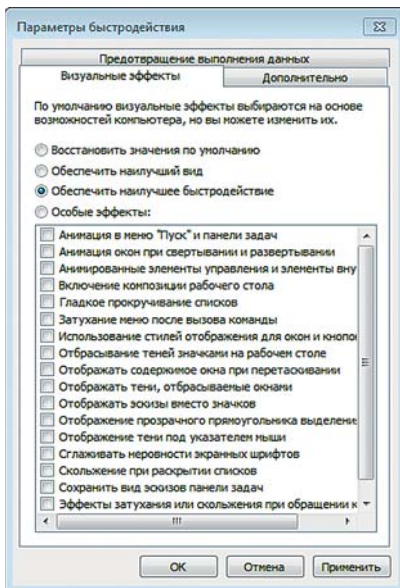 Параметры быстродействия
Предотвращение выполнения данных
Визуальные эффекты
Дополнительно
По умолчанию визуальные эффекты выбираются на основе
возможностей компьютера, но вы можете изменить их.
Восстановить значения по умолчанию
Обеспечить наилучший вид
Обеспечить наилучшее быстродействие
Особые эффекты:
Анимация в меню "Пуск" и панели задач
Анимация окон при свертывании и развертывании
Анимированные элементы управления и элементы вну
Включение композиции рабочего стола
Гладкое прокручивание списков
Затухание меню после вызова команды
Использование стилей отображения для окон и кнопо
Отбрасывание теней значками на рабочем столе
Отображать содержимое окна при перетаскивании
Отображать тени, отбрасываемые окнами
Отображать эскизы вместо значков
Отображение прозрачного прямоугольника выделени
Отображение тени под указателем мыши
Сглаживать неровности экранных шрифтов
Скольжение при раскрытии списков
Сохранить вид эскизов панели задач
Эффекты затухания или скольжения при обращении к
ОК
Отмена
Применить